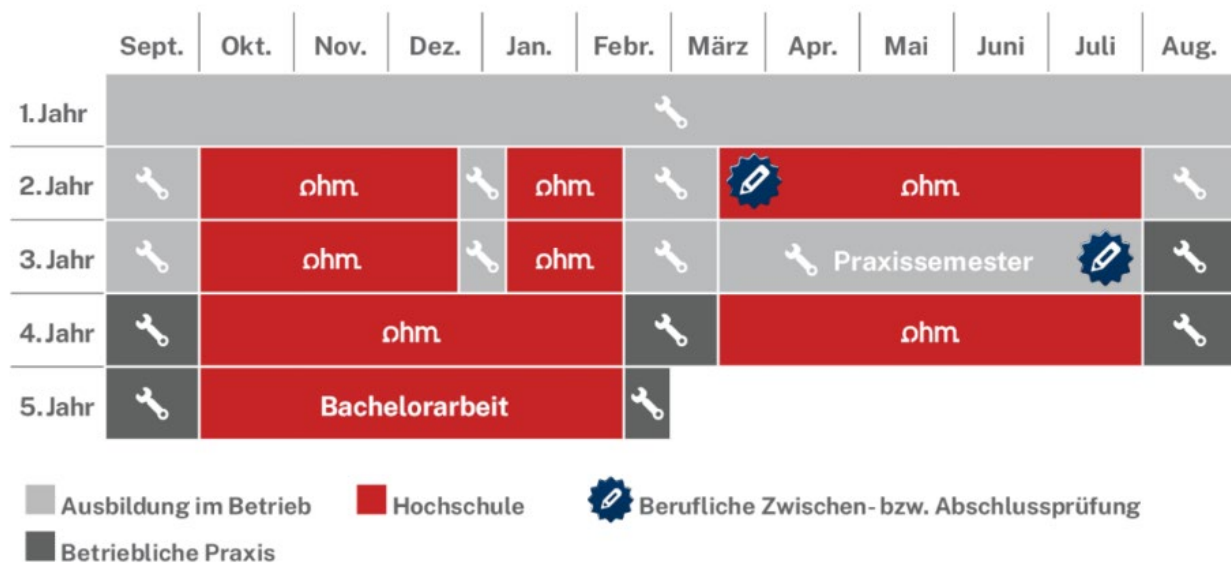 Sept. Okt. Nov. Dez. Jan. Febr. März Apr. Mai Juni Juli Aug.
1. Jahr
2. Jahr ohm ohm ohm
3. Jahr ohm ohm Praxissemester
4. Jahr ohm ohm
5. Jahr Bachelorarbeit
Ausbildung im Betrieb Hochschule Berufliche Zwischen- bzw. Abschlussprüfung
Betriebliche Praxis